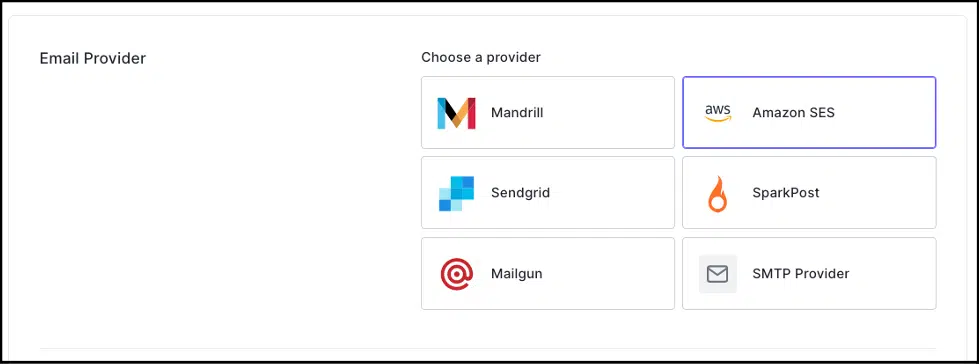 Email Provider
Choose a provider
Mandrill
aws
Amazon SES
Sendgrid
SparkPost
Mailgun
SMTP Provider